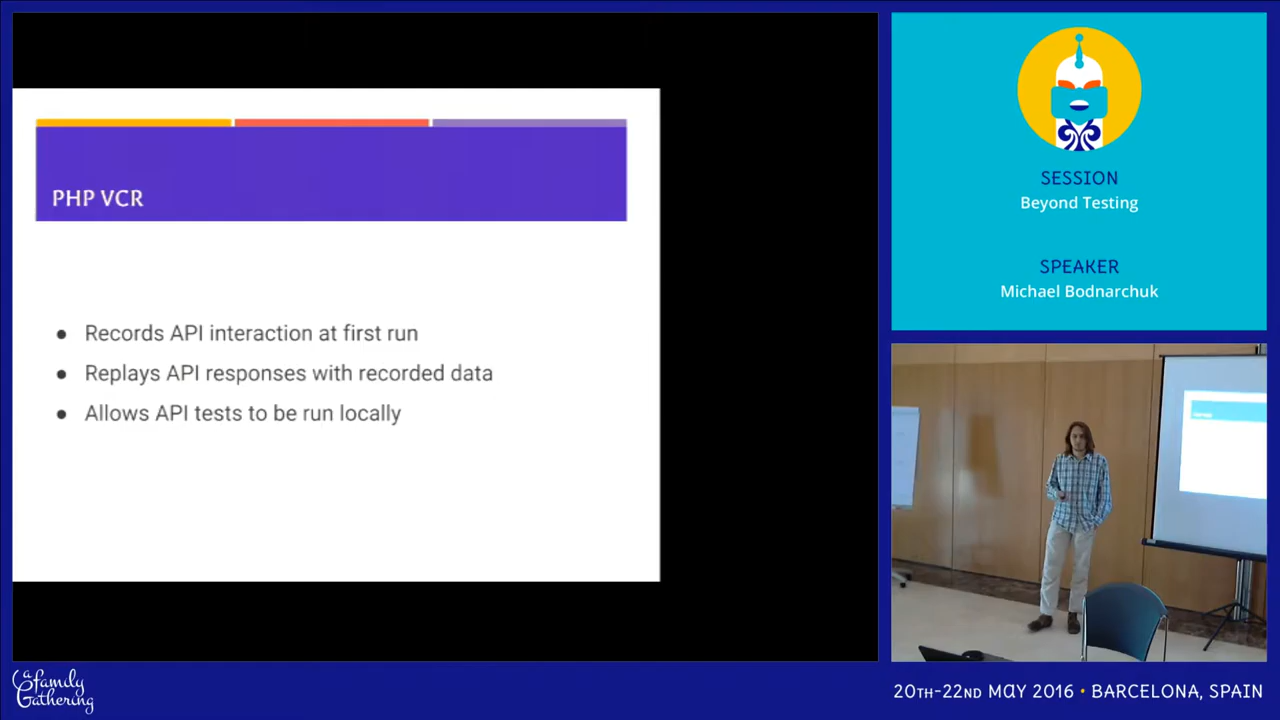 PHP VCR
● Records API interaction at first run
● Replays API responses with recorded data
● Allows API tests to be run locally
SESSION
Beyond Testing
SPEAKER
Michael Bodnarchuk
a family
Gathering
20TH-22ND MAY 2016 • BARCELONA, SPAIN